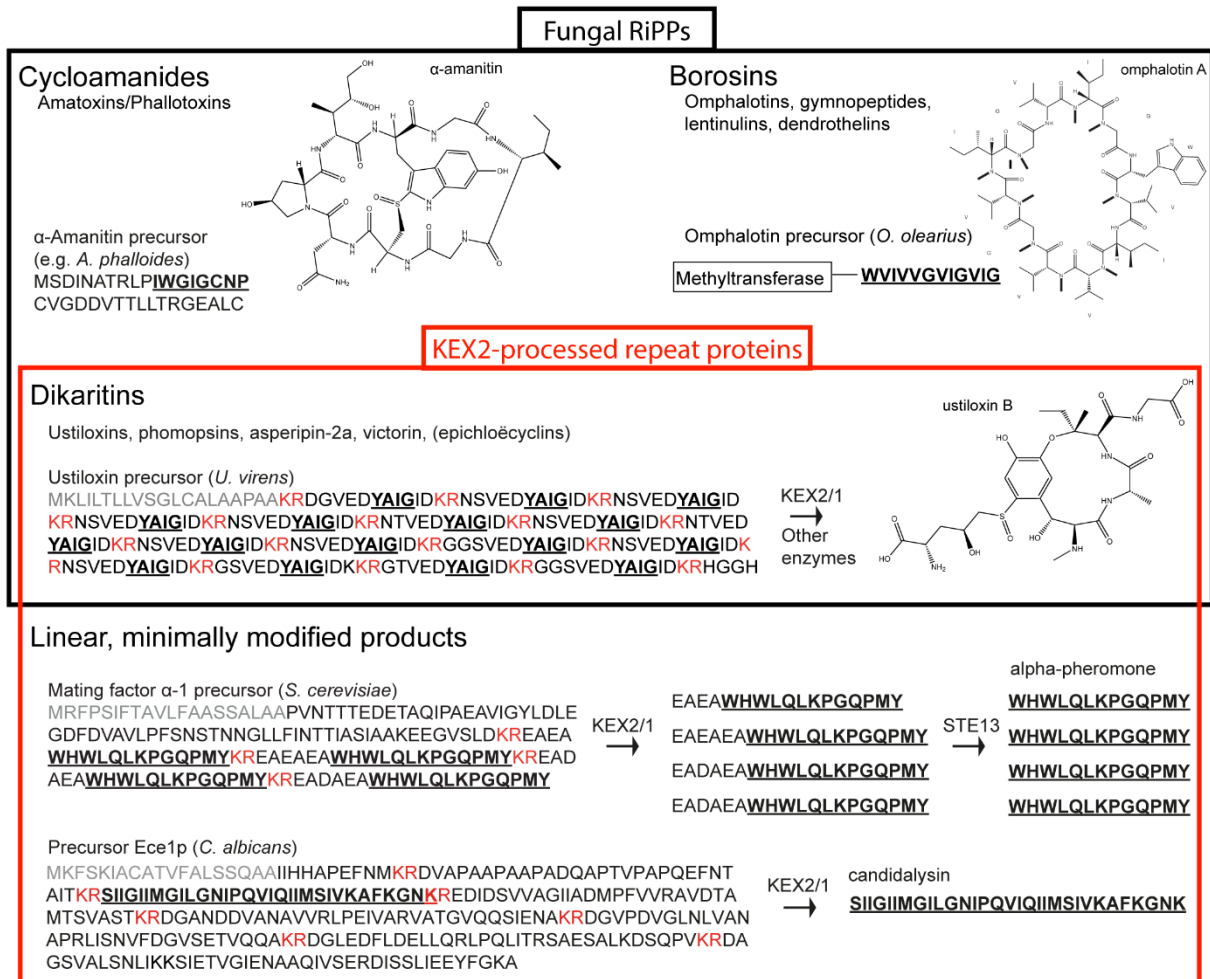 Fungal RiPPs
Cycloamanides
Amatoxins/Phallotoxins
α-amanitin
α-Amanitin precursor
(e.g. A. phalloides)
MSDINATRLPIWGIGCNP
CVGDDVTTLLTRGEALC
Borosins
Omphalotins, gymnopeptides,
lentinulins, dendrothelins
omphalotin A
Omphalotin precursor (O. olearius)
Methyltransferase
WVIVVGVIGVIG
KEX2-processed repeat proteins
Dikaritins
Ustiloxins, phomopsins, asperipin-2a, victorin, (epichloëcyclins)
Ustiloxin precursor (U. virens)
MKLILTLLVSGLCALAAPAAKRDGVEDYAIGIDKRNSVEDYAIGIDKRNSVEDYAIGID
KRNSVEDYAIGIDKRNSVEDYAIGIDKRNTVEDYAIGIDKRNSVEDYAIGIDKRNTVED
YAIGIDKRNSVEDYAIGIDKRNSVEDYAIGIDKRGGSVEDYAIGIDKRNSVEDYAIGIDK
RNSVEDYAIGIDKRGSVEDYAIGIDKKRGTVEDYAIGIDKRGGSVEDYAIGIDKRHGGH
KEX2/1
Other
enzymes
ustiloxin B
Linear, minimally modified products
Mating factor α-1 precursor (S. cerevisiae)
MRFPSIFTAVLFAASSALAAPVNTTTEDETAQIPAEAVIGYLDLE
GDFDVAVLPFSNSTNNGLLFINTTIASIAAKEEGVSLDKREAEA
WHWLQLKPGQPMYKREAEAEAWHWLQLKPGQPMYKREAD
AEAWHWLQLKPGQPMYKREADAEAWHWLQLKPGQPMY
KEX2/1
EAEAWHWLQLKPGQPMY
EAEAEAWHWLQLKPGQPMY
EADAEAWHWLQLKPGQPMY
EADAEAWHWLQLKPGQPMY
STE13
alpha-pheromone
WHWLQLKPGQPMY
WHWLQLKPGQPMY
WHWLQLKPGQPMY
WHWLQLKPGQPMY
Precursor Ece1p (C. albicans)
MKFSKIACATVFALSSQAAIIHHAPEFNMKRDVAPAAPAAPADQAPTVPAPQEFNT
AITKRSIIGIIMGILGNIPQVIQIIMSIVKAFKGNKREDIDSVVAGIIADMPFVVRAVDTA
MTSVASTKRDGANDDVANAVVRLPEIVARVATGVQQSIENAKRDGVPDVGLNLVAN
APRLISNVFDGVSETVQQAKRDGLEDFLDELLQRLPQLITRSAESALKDSQPVKRDA
GSVALSNLIKKSIETVGIENAAQIVSERDISSLIEEYFGKA
KEX2/1
candidalysin
SIIGIIMGILGNIPQVIQIIMSIVKAFKGNK